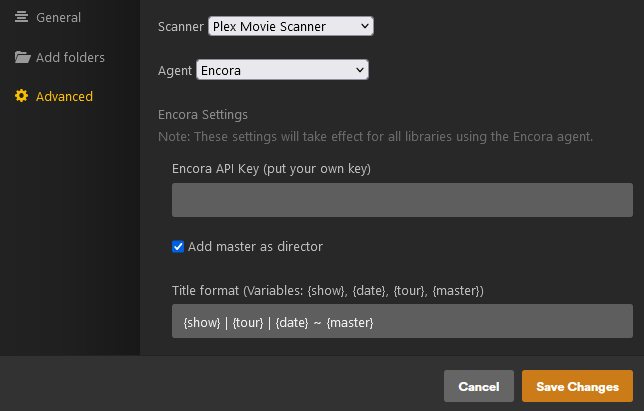 General
Add folders
Advanced
Scanner Plex Movie Scanner
Agent Encora
Encora Settings
Note: These settings will take effect for all libraries using the Encora agent.
Encora API Key (put your own key)
Add master as director
Title format (Variables: {show}, {date}, {tour}, {master})
{show} | {tour} | {date} ~ {master}
Cancel Save Changes